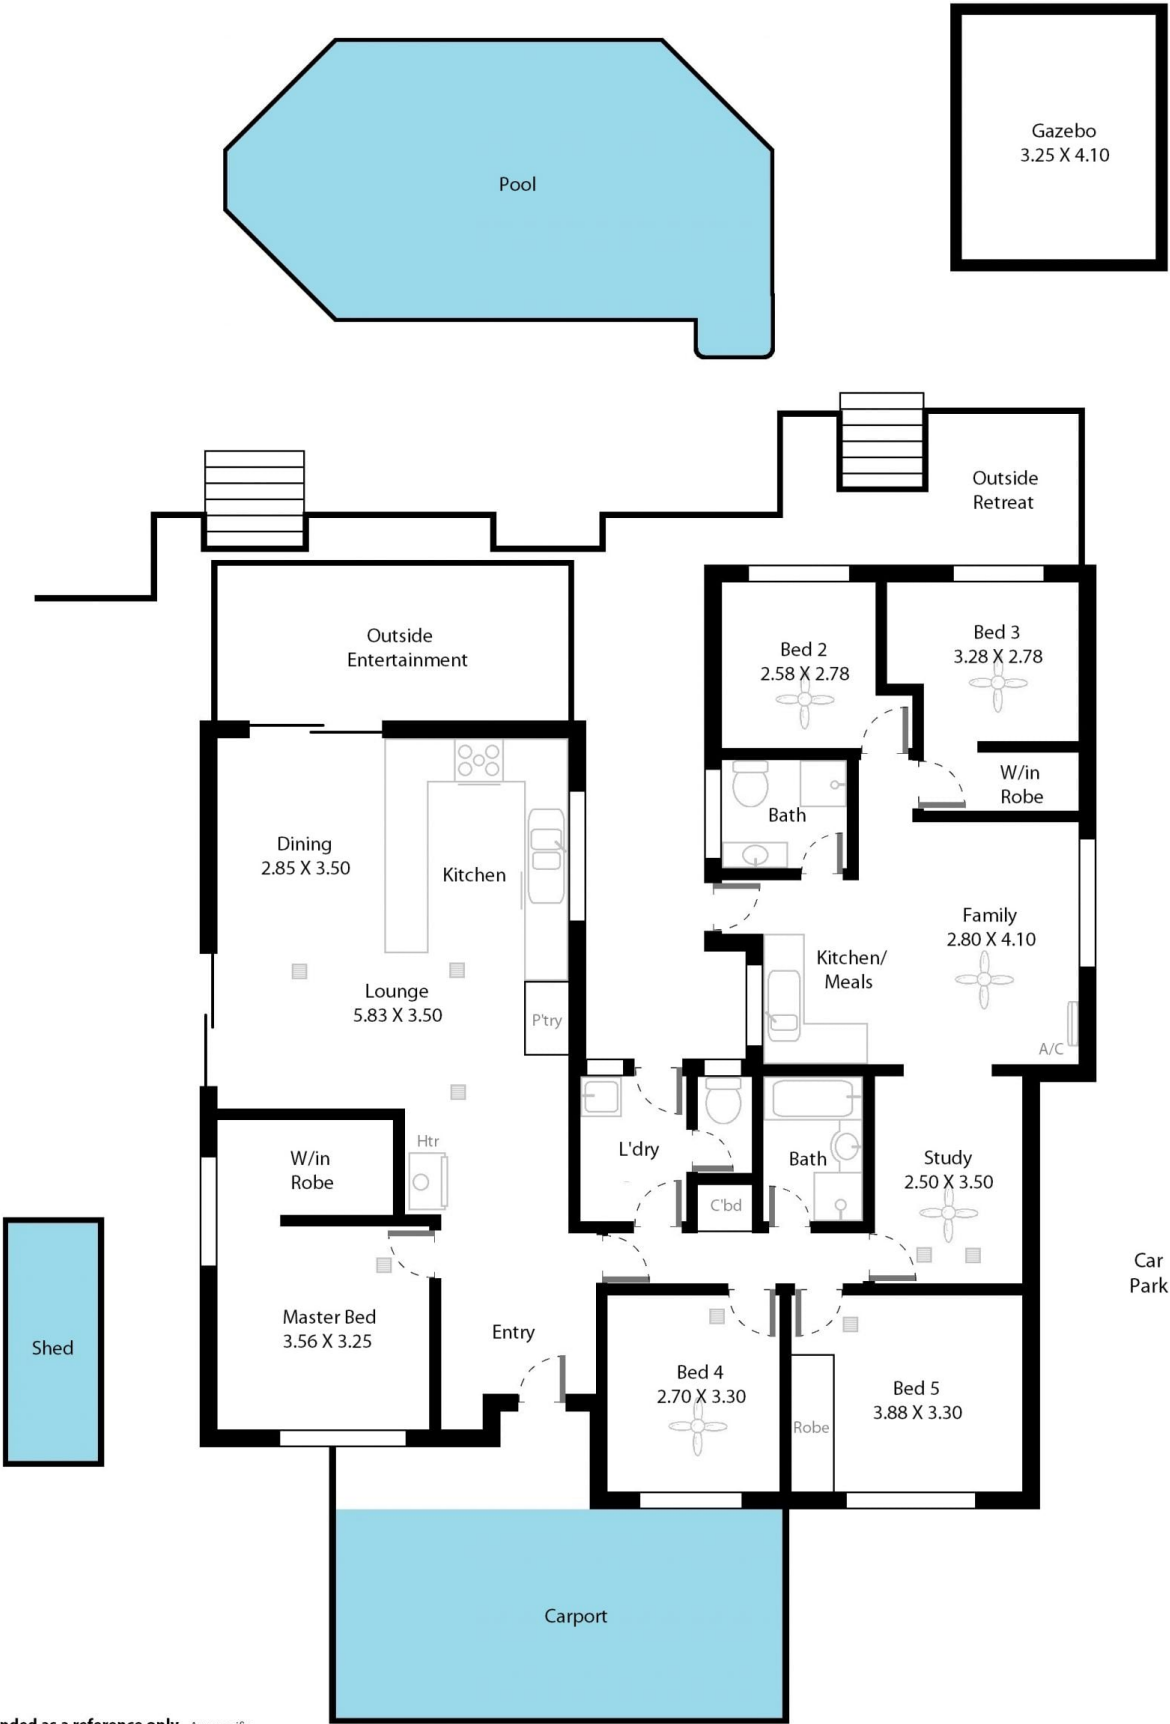 Gazebo
3.25 X 4.10
Pool
Outside
Retreat
Outside
Entertainment
Bed 2
2.58 X 2.78
Bed 3
3.28 X 2.78
W/in
Robe
Bath
Dining
2.85 X 3.50
Kitchen
Family
2.80 X 4.10
Kitchen/
Meals
Lounge
5.83 X 3.50
P'try
A/C
Htr
W/in
Robe
L'dry
Bath
Study
2.50 X 3.50
C'bd
Car
Park
Shed
Master Bed
3.56 X 3.25
Entry
Bed 4
2.70 X 3.30
Bed 5
3.88 X 3.30
Robe
Carport
as a reference only